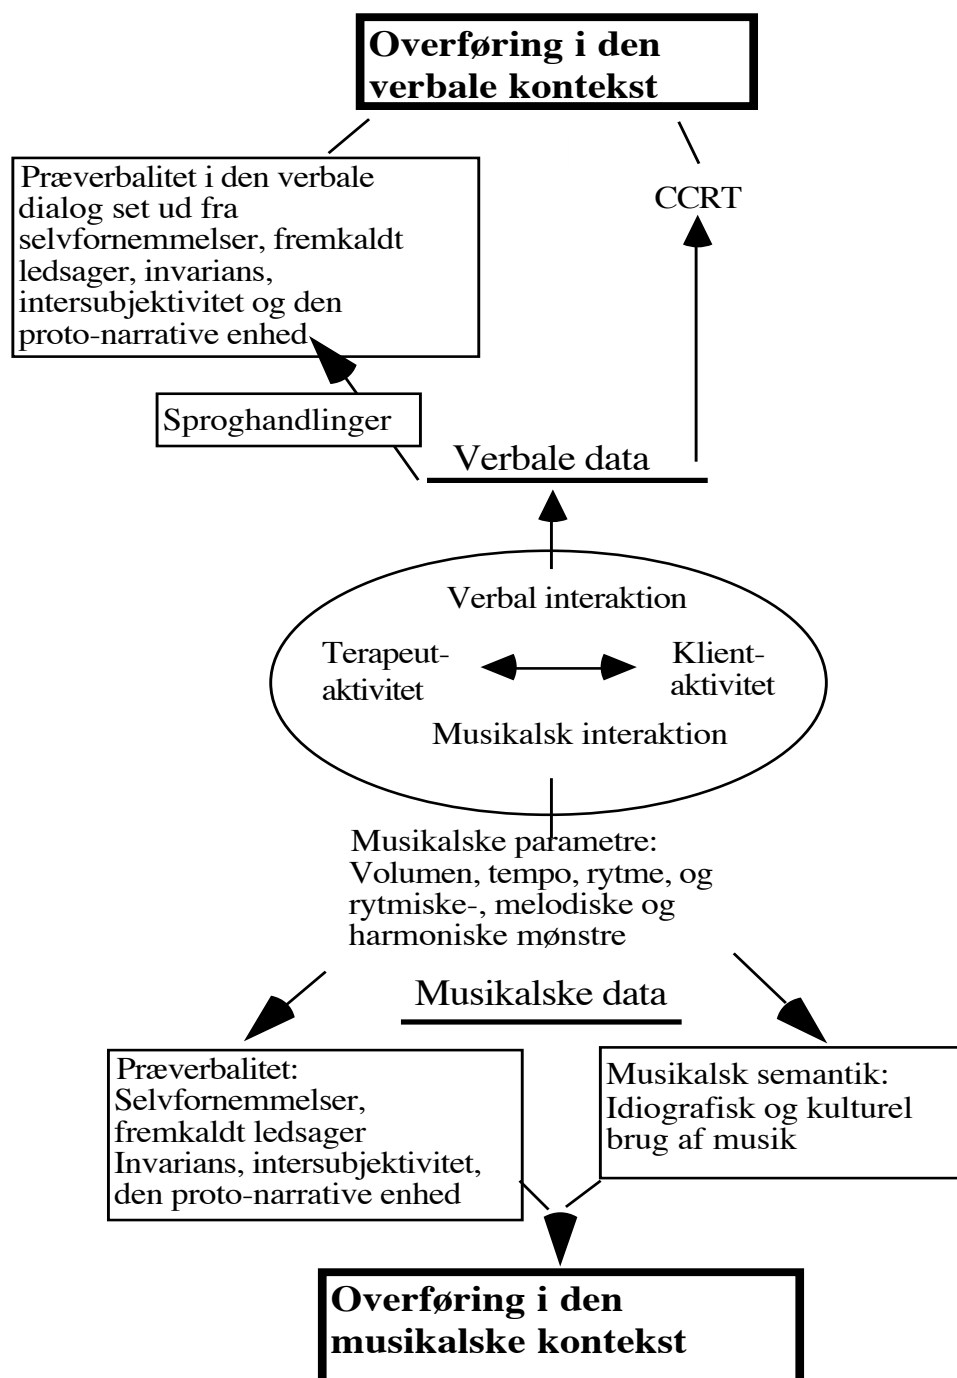 Overføring i den
verbale kontekst
Præverbalitet i den verbale
dialog set ud fra
selvfornemmelser, fremkaldt
ledsager, invarians,
intersubjektivitet og den
proto-narrative enhed
CCRT
Sproghandlinger
Verbale data
Verbal interaktion
Terapeut-
aktivitet
Klient-
aktivitet
Musikalsk interaktion
Musikalske parametre:
Volumen, tempo, rytme, og
rytmiske-, melodiske og
harmoniske mønstre
Musikalske data
Præverbalitet:
Selvfornemmelser,
fremkaldt ledsager
Invarians, intersubjektivitet,
den proto-narrative enhed
Musikalsk semantik:
Idiografisk og kulturel
brug af musik
Overføring i den
musikalske kontekst